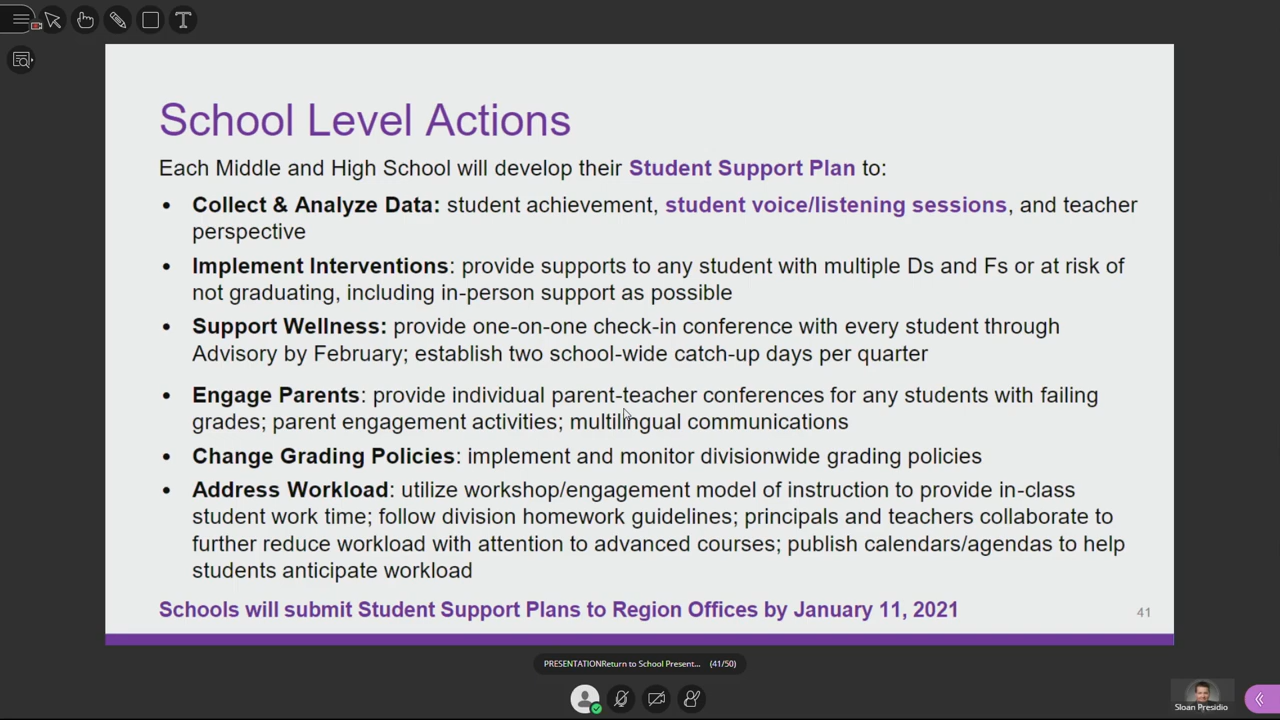 T
School Level Actions
Each Middle and High School will develop their Student Support Plan to:
• Collect & Analyze Data: student achievement, student voice/listening sessions, and teacher
perspective
• Implement Interventions: provide supports to any student with multiple Ds and Fs or at risk of
not graduating, including in-person support as possible
• Support Wellness: provide one-on-one check-in conference with every student through
Advisory by February; establish two school-wide catch-up days per quarter
• Engage Parents: provide individual parent-teacher conferences for any students with failing
grades; parent engagement activities; multilingual communications
• Change Grading Policies: implement and monitor divisionwide grading policies
• Address Workload: utilize workshop/engagement model of instruction to provide in-class
student work time; follow division homework guidelines; principals and teachers collaborate to
further reduce workload with attention to advanced courses; publish calendars/agendas to help
students anticipate workload
Schools will submit Student Support Plans to Region Offices by January 11, 2021
41
PRESENTATIONReturn to School Present... (41/50)
Sloan Presidio